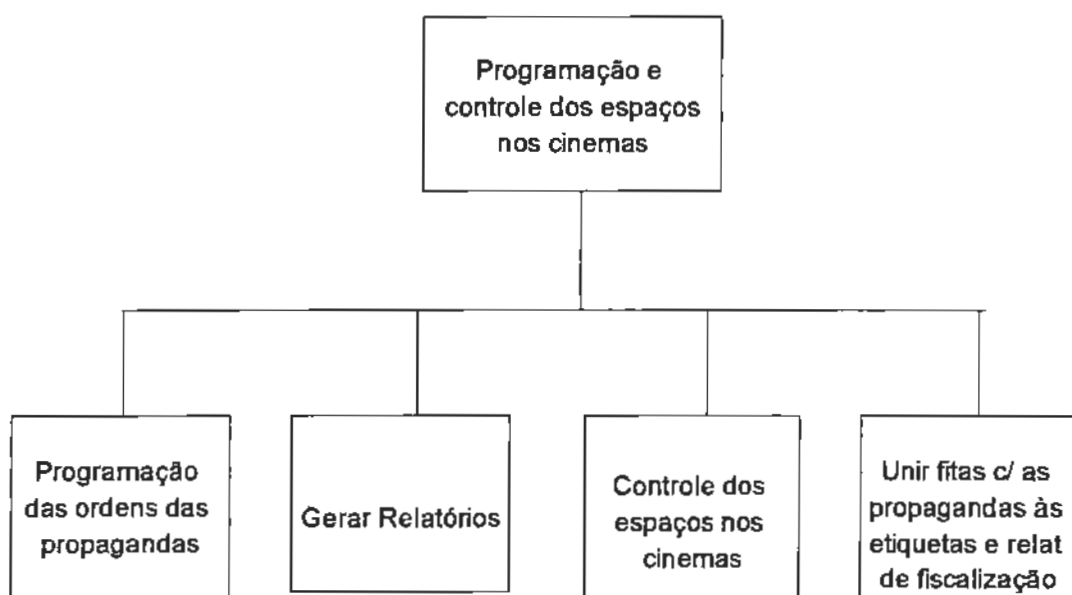 Programação e
controle dos espaços
nos cinemas
Programação
das ordens das
propagandas
Gerar Relatórios
Controle dos
espaços nos
cinemas
Unir fitas c/ as
propagandas às
etiquetas e relat
de fiscalização